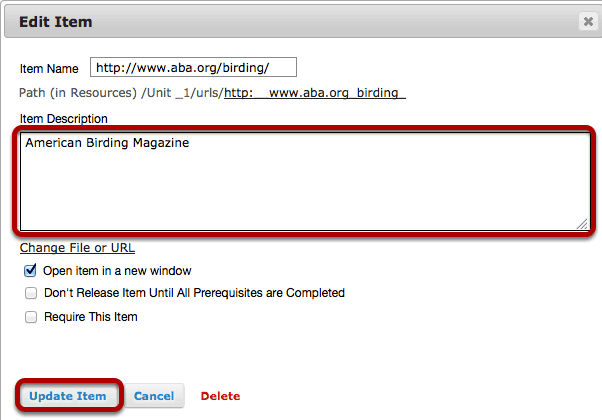 Edit Item
Item Name http://www.aba.org/birding/
Path (in Resources) /Unit _1/urls/http:__www.aba.org_birding_
Item Description
American Birding Magazine
Change File or URL
Open item in a new window
Don't Release Item Until All Prerequisites are Completed
Require This Item
Update Item Cancel Delete